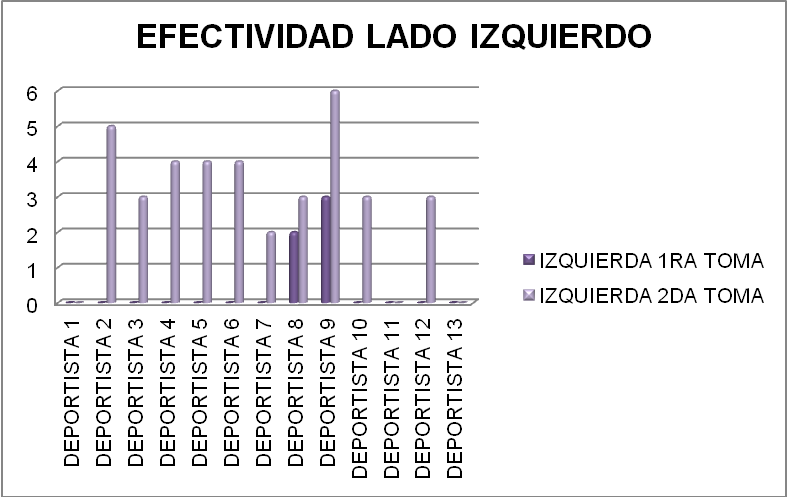 EFECTIVIDAD LADO IZQUIERDO
6
5
4
3
2
1
0
DEPORTISTA 1
DEPORTISTA 2
DEPORTISTA 3
DEPORTISTA 4
DEPORTISTA 5
DEPORTISTA 6
DEPORTISTA 7
DEPORTISTA 8
DEPORTISTA 9
DEPORTISTA 10
DEPORTISTA 11
DEPORTISTA 12
DEPORTISTA 13
IZQUIERDA 1RA TOMA
IZQUIERDA 2DA TOMA